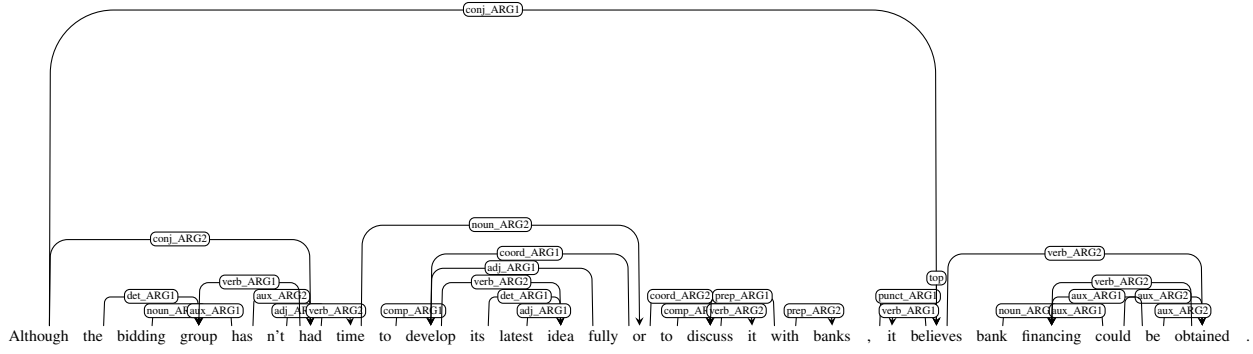 conj_ARG1
noun_ARG2
conj_ARG2
coord_ARG1 verb_ARG2
adj_ARG1
verb_ARG1 verb_ARG2 top verb_ARG2
det_ARG1 aux_ARG2 det_ARG1 coord_ARG2 prep_ARG1 punct_ARG1 aux_ARG1 aux_ARG2
aux_ARG1 verb_ARG2 comp_ARG1 adj_ARG1 verb_ARG2 prep_ARG2 verb_ARG1 aux_ARG1 aux_ARG2
Although the bidding group has n't had time to develop its latest idea fully or to discuss it with banks , it believes bank financing could be obtained .